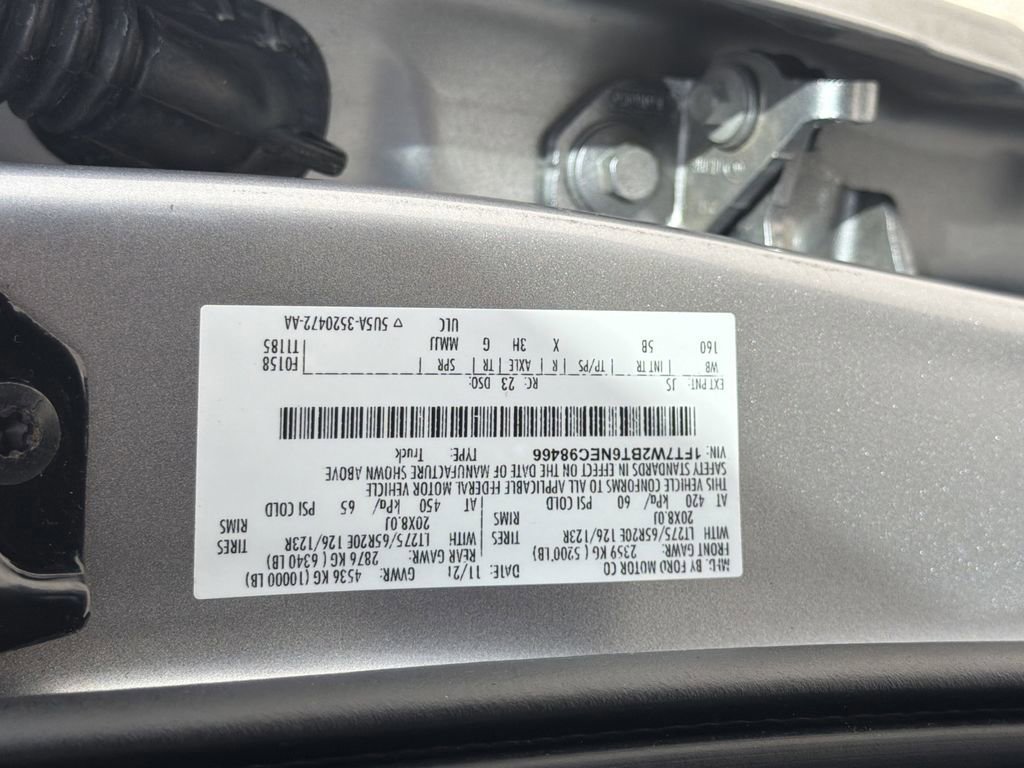 MFD. BY FORD MOTOR CO
DATE: 11/21 GVWR: 4536 KG (10000 LB)
FRONT GAWR: 2359 KG ( 5200 LB) REAR GAWR: 2876 KG ( 6340 LB)
WITH LT275/65R20E 126/123R TIRES WITH LT275/65R20E 126/123R TIRES
20X8.0J RIMS 20X8.0J RIMS
AT 420 kPa/ 60 PSI COLD AT 450 kPa/ 65 PSI COLD
THIS VEHICLE CONFORMS TO ALL APPLICABLE FEDERAL MOTOR VEHICLE
SAFETY STANDARDS IN EFFECT ON THE DATE OF MANUFACTURE SHOWN ABOVE
VIN: 1FT7W2BT6NEC98466 TYPE: Truck
EXT PNT: JS RC: 23 DSO:
WB | INT TR | TP/PS | R | AXLE | TR | SPR | F0158
160 5B X 3H G MMJJ T1185
ULC ▽ 5U5A-3520472-AA